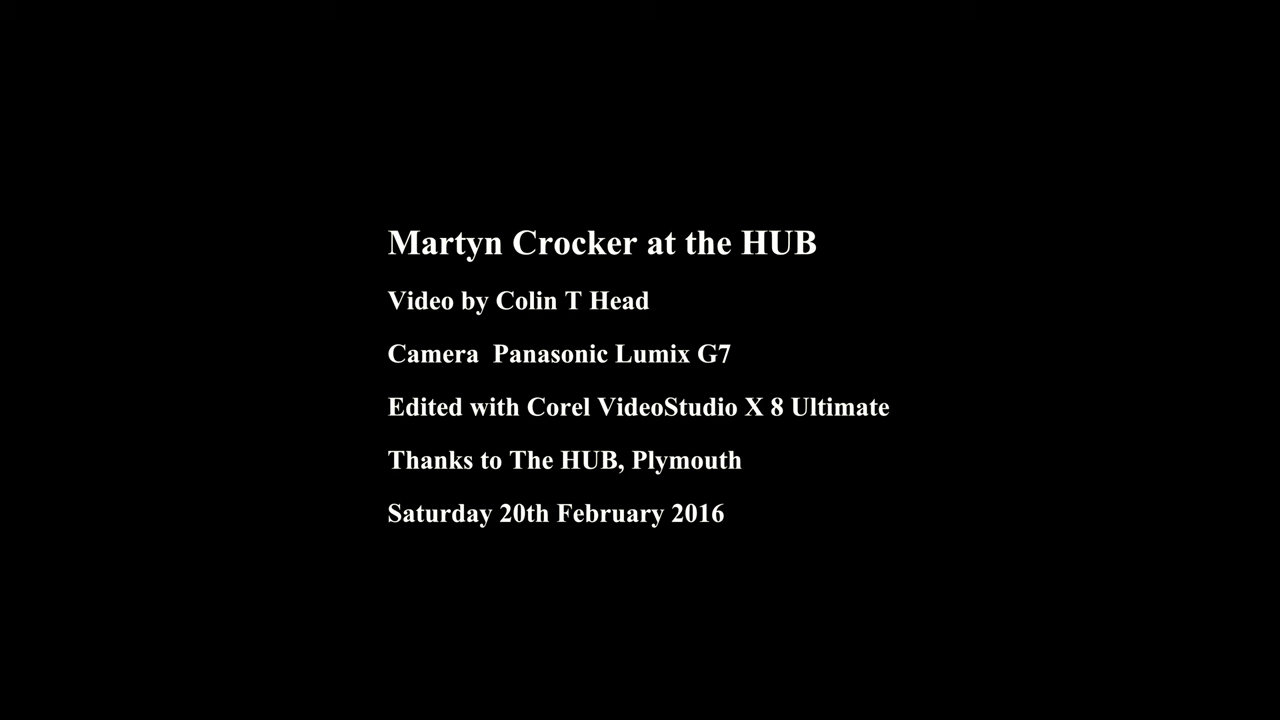 Martyn Crocker at the HUB
Video by Colin T Head
Camera  Panasonic Lumix G7
Edited with Corel VideoStudio X 8 Ultimate
Thanks to The HUB, Plymouth
Saturday 20th February 2016